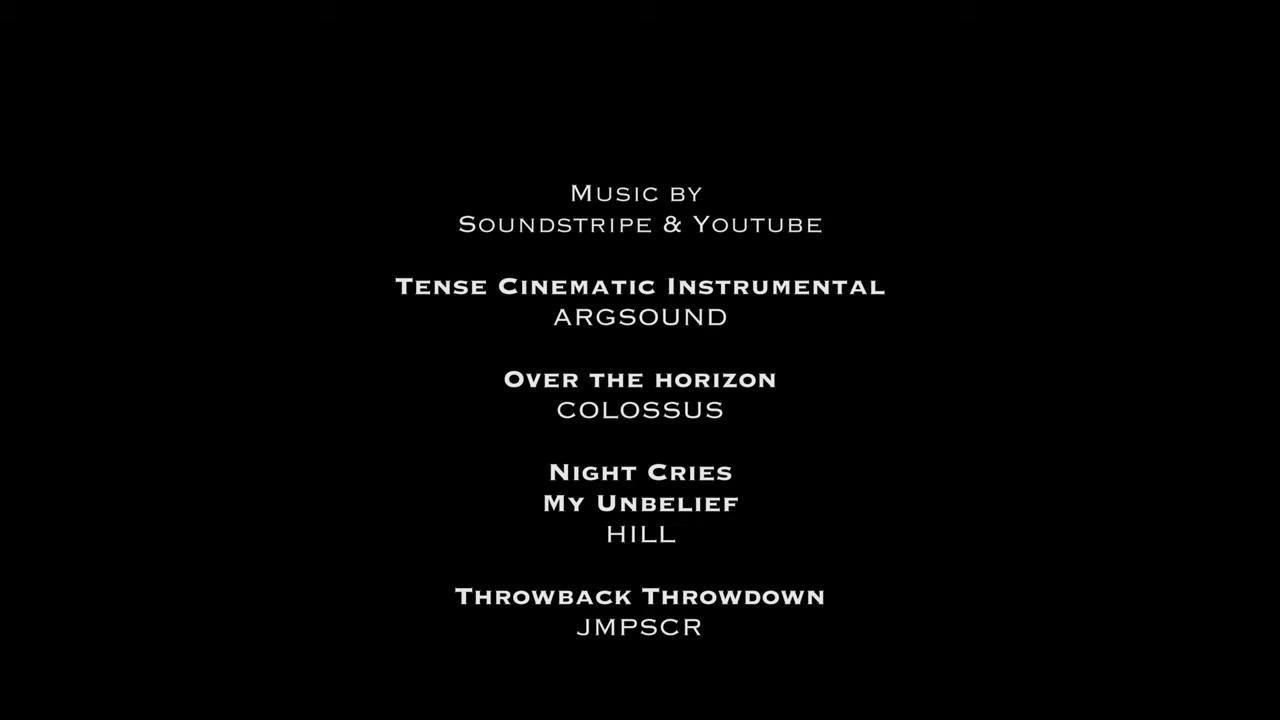 Music by
Soundstripe & Youtube
Tense Cinematic Instrumental
ARGSOUND
Over the horizon
COLOSSUS
Night Cries
My Unbelief
HILL
Throwback Throwdown
JMPSCR